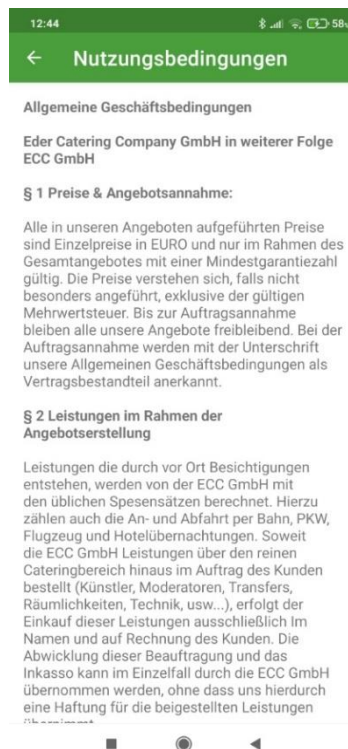 12:44
58
Nutzungsbedingungen
Allgemeine Geschäftsbedingungen
Eder Catering Company GmbH in weiterer Folge
ECC GmbH
§ 1 Preise & Angebotsannahme:
Alle in unseren Angeboten aufgeführten Preise
sind Einzelpreise in EURO und nur im Rahmen des
Gesamtangebotes mit einer Mindestgarantiezahl
gültig. Die Preise verstehen sich, falls nicht
besonders angeführt, exklusive der gültigen
Mehrwertsteuer. Bis zur Auftragsannahme
bleiben alle unsere Angebote freibleibend. Bei der
Auftragsannahme werden mit der Unterschrift
unsere Allgemeinen Geschäftsbedingungen als
Vertragsbestandteil anerkannt.
§ 2 Leistungen im Rahmen der
Angebotserstellung
Leistungen die durch vor Ort Besichtigungen
entstehen, werden von der ECC GmbH mit
den üblichen Spesensätzen berechnet. Hierzu
zählen auch die An- und Abfahrt per Bahn, PKW,
Flugzeug und Hotelübernachtungen. Soweit
die ECC GmbH Leistungen über den reinen
Cateringbereich hinaus im Auftrag des Kunden
bestellt (Künstler, Moderatoren, Transfers,
Räumlichkeiten, Technik, usw...), erfolgt der
Einkauf dieser Leistungen ausschließlich Im
Namen und auf Rechnung des Kunden. Die
Abwicklung dieser Beauftragung und das
Inkasso kann im Einzelfall durch die ECC GmbH
übernommen werden, ohne dass uns hierdurch
eine Haftung für die beigestellten Leistungen